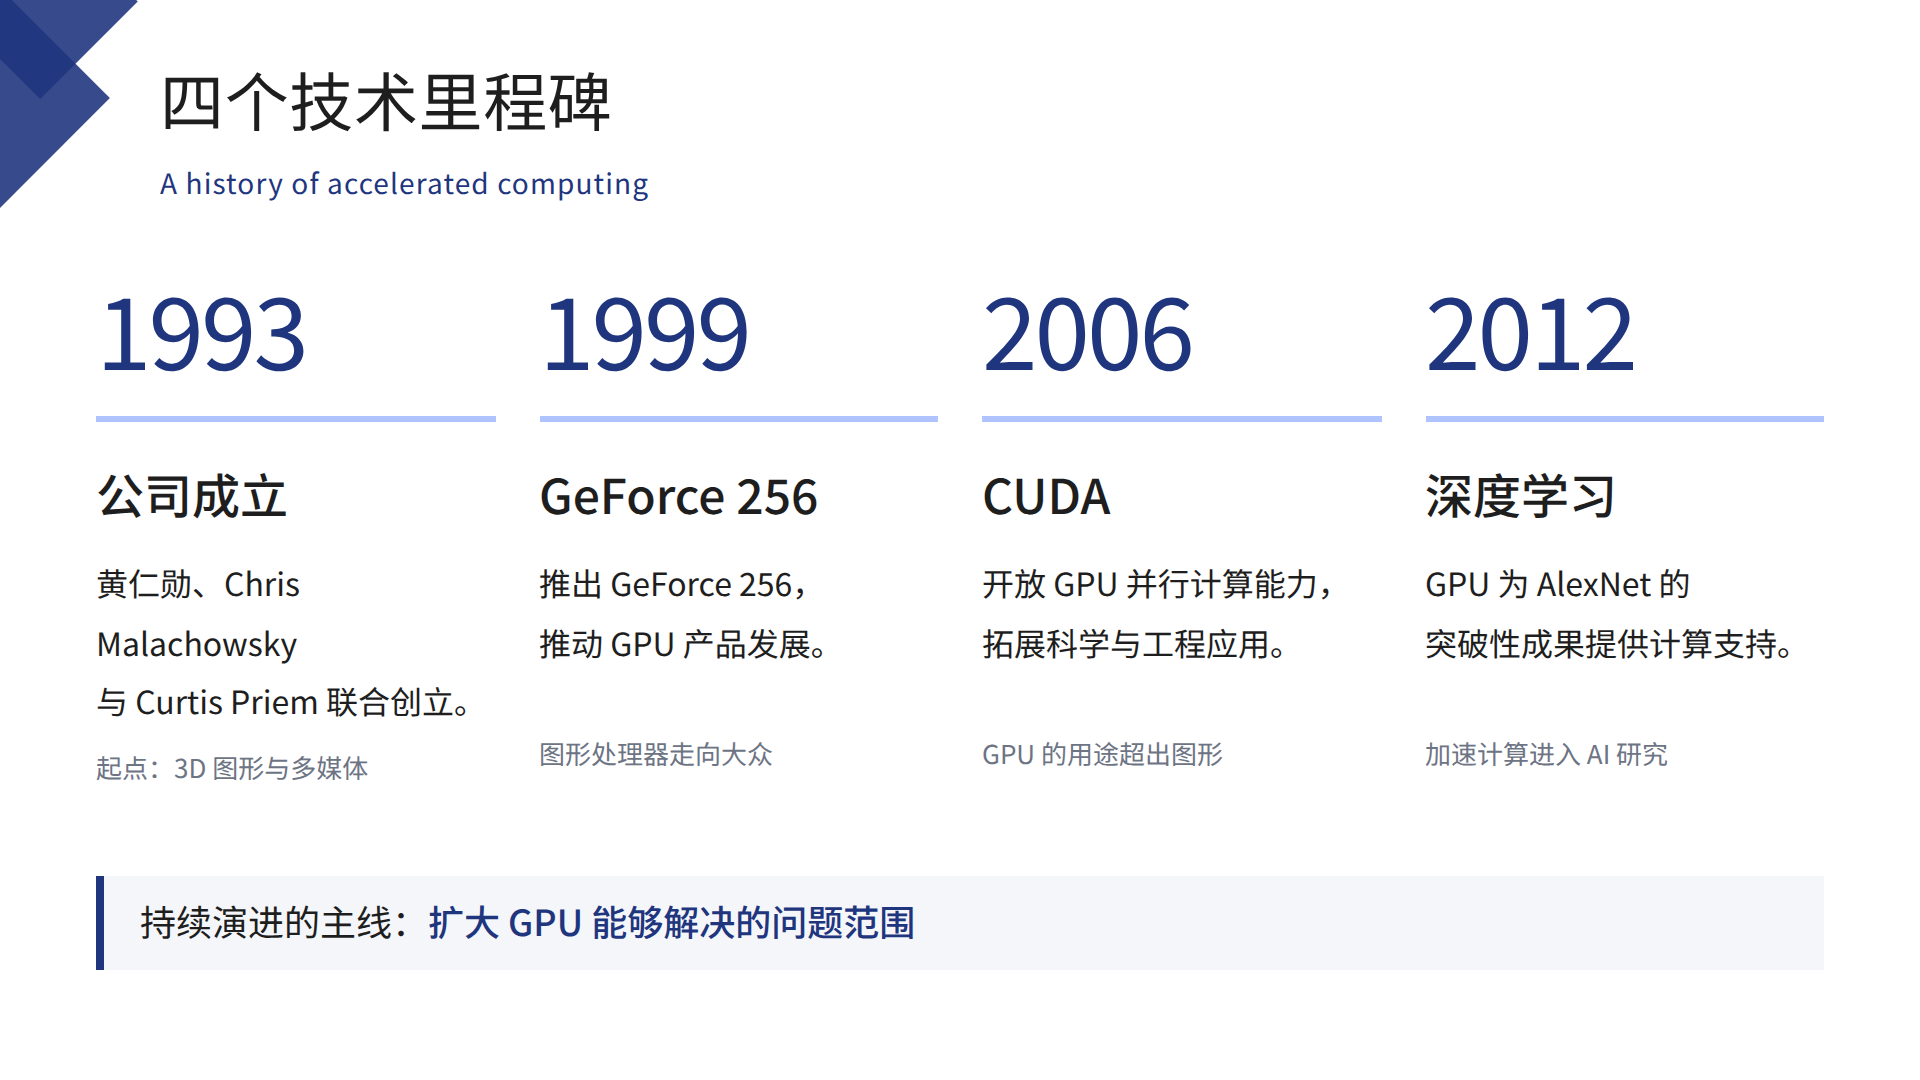 四个技术里程碑
A history of accelerated computing
1993
公司成立
黄仁勋、Chris
Malachowsky
与 Curtis Priem 联合创立。
起点：3D 图形与多媒体
1999
GeForce 256
推出 GeForce 256，
推动 GPU 产品发展。
图形处理器走向大众
2006
CUDA
开放 GPU 并行计算能力，
拓展科学与工程应用。
GPU 的用途超出图形
2012
深度学习
GPU 为 AlexNet 的
突破性成果提供计算支持。
加速计算进入 AI 研究
持续演进的主线：扩大 GPU 能够解决的问题范围